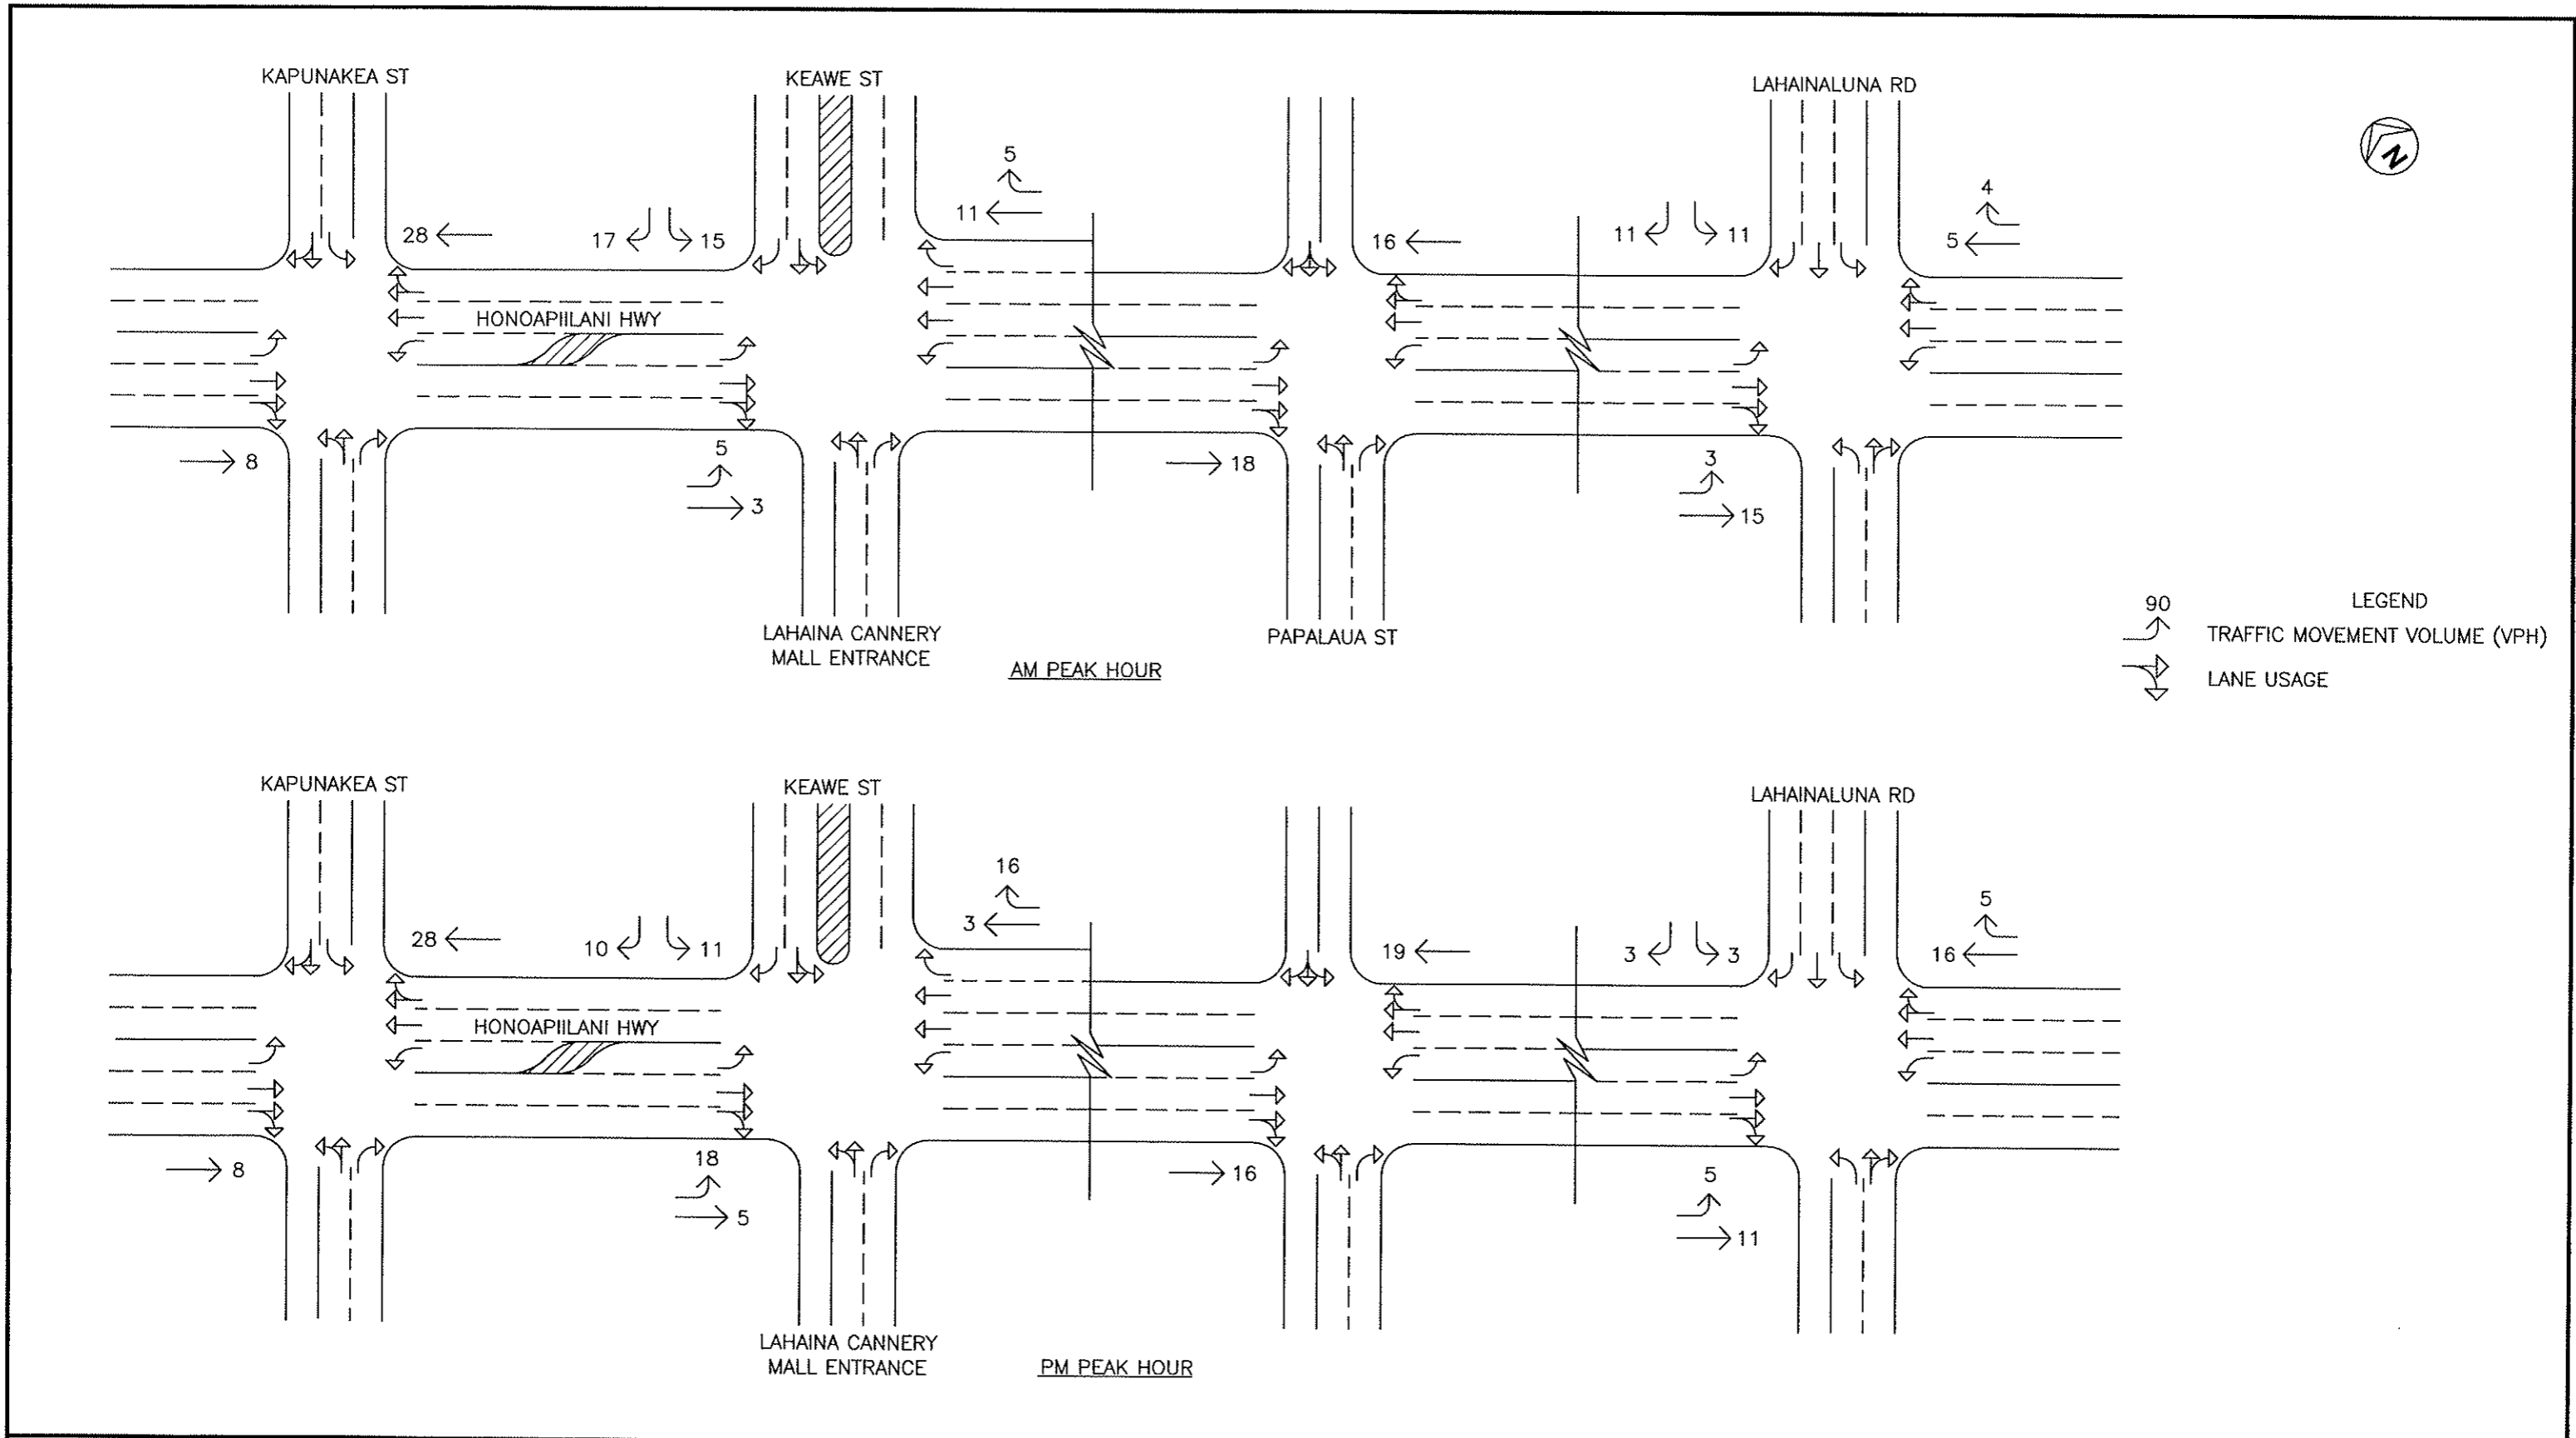 KAPUNAKEA ST
KEAWE ST
LAHAINALUNA RD
N
5
4
28
17
15
11
16
11
11
5
HONOAPIILANI HWY
8
5
3
18
3
15
LAHAINA CANNERY
MALL ENTRANCE
PAPALAUA ST
AM PEAK HOUR
LEGEND
90
TRAFFIC MOVEMENT VOLUME (VPH)
LANE USAGE
KAPUNAKEA ST
KEAWE ST
LAHAINALUNA RD
16
5
28
10
11
3
19
3
3
16
HONOAPIILANI HWY
8
18
5
16
5
11
LAHAINA CANNERY
MALL ENTRANCE
PM PEAK HOUR